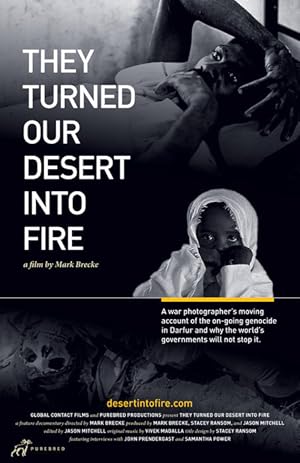 THEY
TURNED
OUR
DESERT
INTO
FIRE
a film by Mark Brecke
A war photographer's moving
account of the on-going genocide
in Darfur and why the world's
governments will not stop it.
desertintofire.com
GLOBAL CONTACT FILMS and PUREBRED PRODUCTIONS present THEY TURNED OUR DESERT INTO FIRE
a feature documentary directed by MARK BRECKE produced by MARK BRECKE, STACEY RANSOM, and JASON MITCHELL
edited by JASON MITCHELL original music by VIVEK MADALLA title design by STACEY RANSOM
featuring interviews with JOHN PRENDERGAST and SAMANTHA POWER
PUREBRED